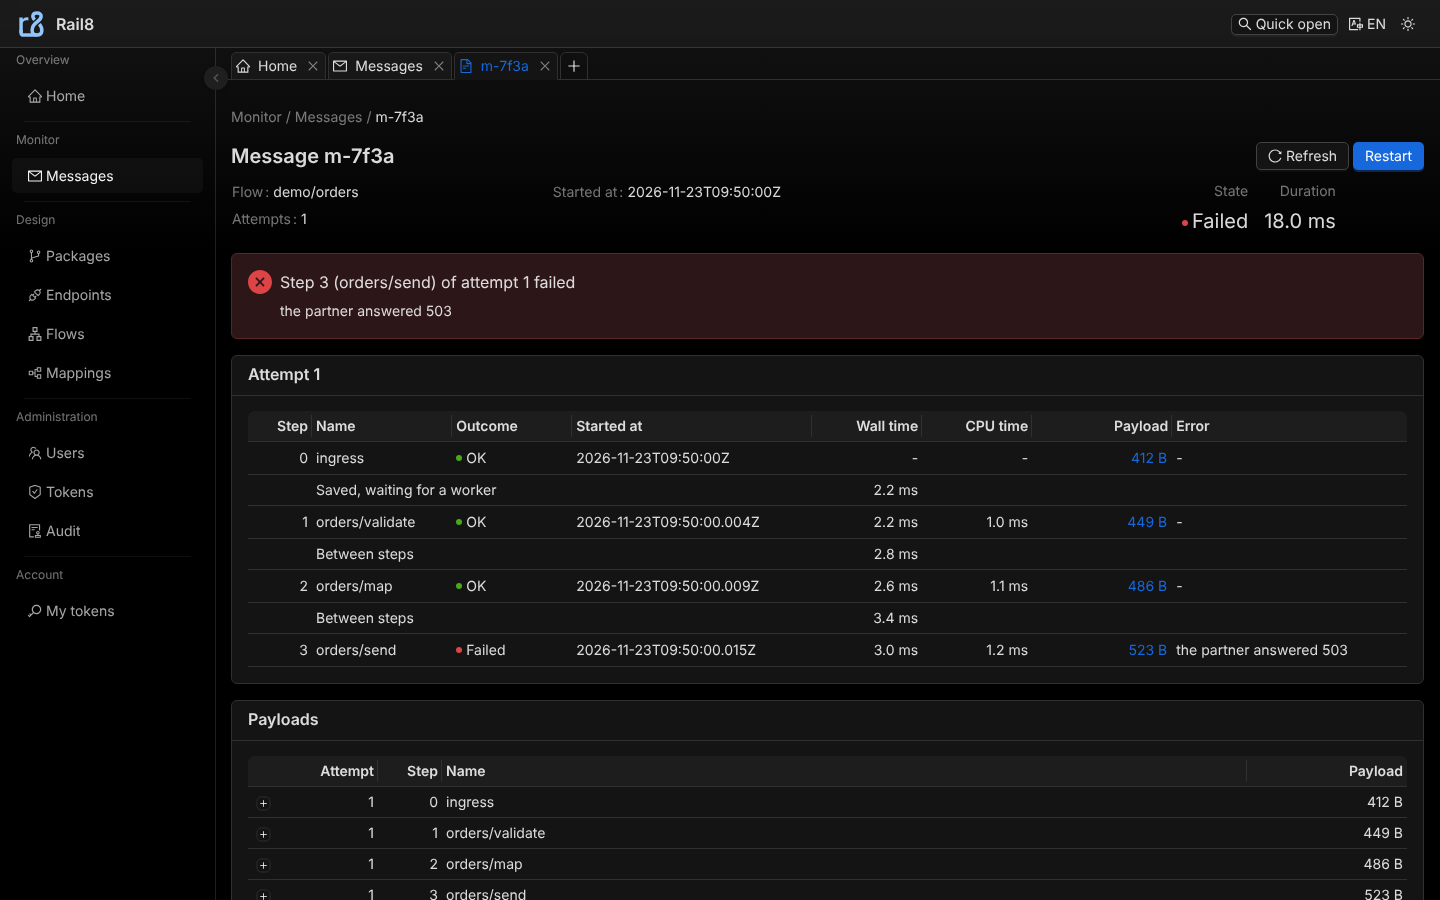 r8 Rail8 Quick open EN
Overview
Home
Monitor
Messages
Design
Packages
Endpoints
Flows
Mappings
Administration
Users
Tokens
Audit
Account
My tokens
Home Messages m-7f3a
Monitor / Messages / m-7f3a
Message m-7f3a Refresh Restart
Flow : demo/orders Started at : 2026-11-23T09:50:00Z State Duration
Attempts : 1 Failed 18.0 ms
Step 3 (orders/send) of attempt 1 failed
the partner answered 503
Attempt 1
Step Name Outcome Started at Wall time CPU time Payload Error
0 ingress OK 2026-11-23T09:50:00Z - - 412 B -
Saved, waiting for a worker 2.2 ms
1 orders/validate OK 2026-11-23T09:50:00.004Z 2.2 ms 1.0 ms 449 B -
Between steps 2.8 ms
2 orders/map OK 2026-11-23T09:50:00.009Z 2.6 ms 1.1 ms 486 B -
Between steps 3.4 ms
3 orders/send Failed 2026-11-23T09:50:00.015Z 3.0 ms 1.2 ms 523 B the partner answered 503
Payloads
Attempt Step Name Payload
1 0 ingress 412 B
1 1 orders/validate 449 B
1 2 orders/map 486 B
1 3 orders/send 523 B